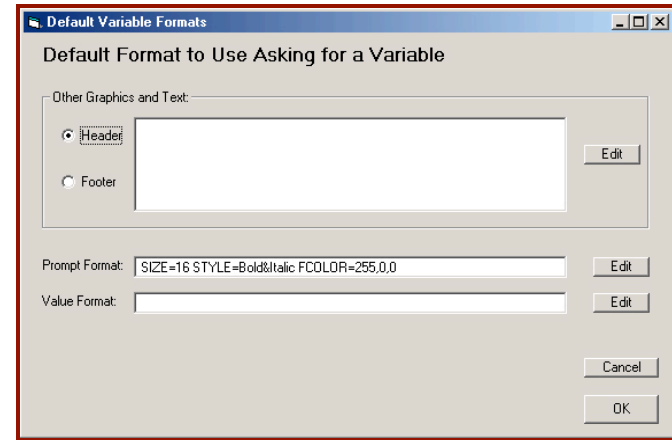 Default Variable Formats
Default Format to Use Asking for a Variable
Other Graphics and Text:
Header
Edit
Footer
Prompt Format: SIZE=16 STYLE=Bold&Italic FCOLOR=255,0,0 Edit
Value Format: Edit
Cancel
OK